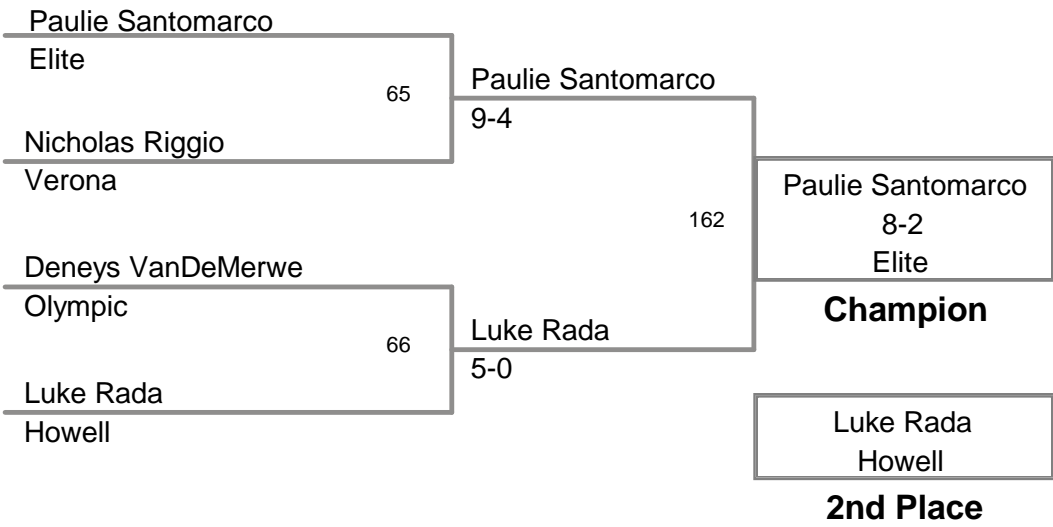 Paulie Santomarco
Elite
65
Nicholas Riggio
Verona
Paulie Santomarco
9-4
Deneys VanDeMerwe
Olympic
66
Luke Rada
Howell
Luke Rada
5-0
162
Paulie Santomarco
8-2
Elite
Champion
Luke Rada
Howell
2nd Place